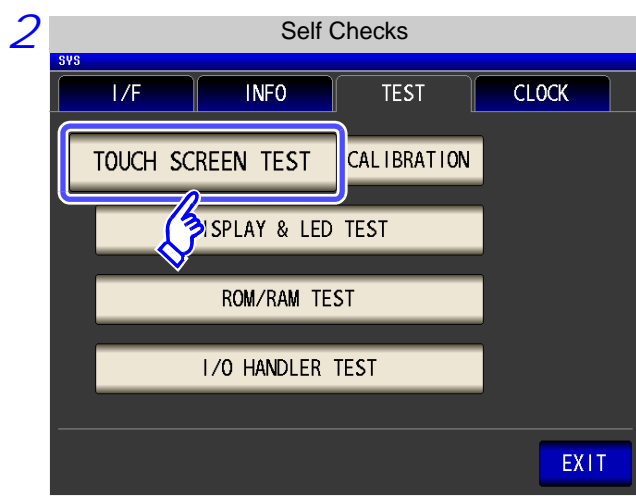 2
Self Checks
SYS
I/F INFO TEST CLOCK
TOUCH SCREEN TEST CALIBRATION
ISPLAY & LED TEST
ROM/RAM TEST
I/O HANDLER TEST
EXIT